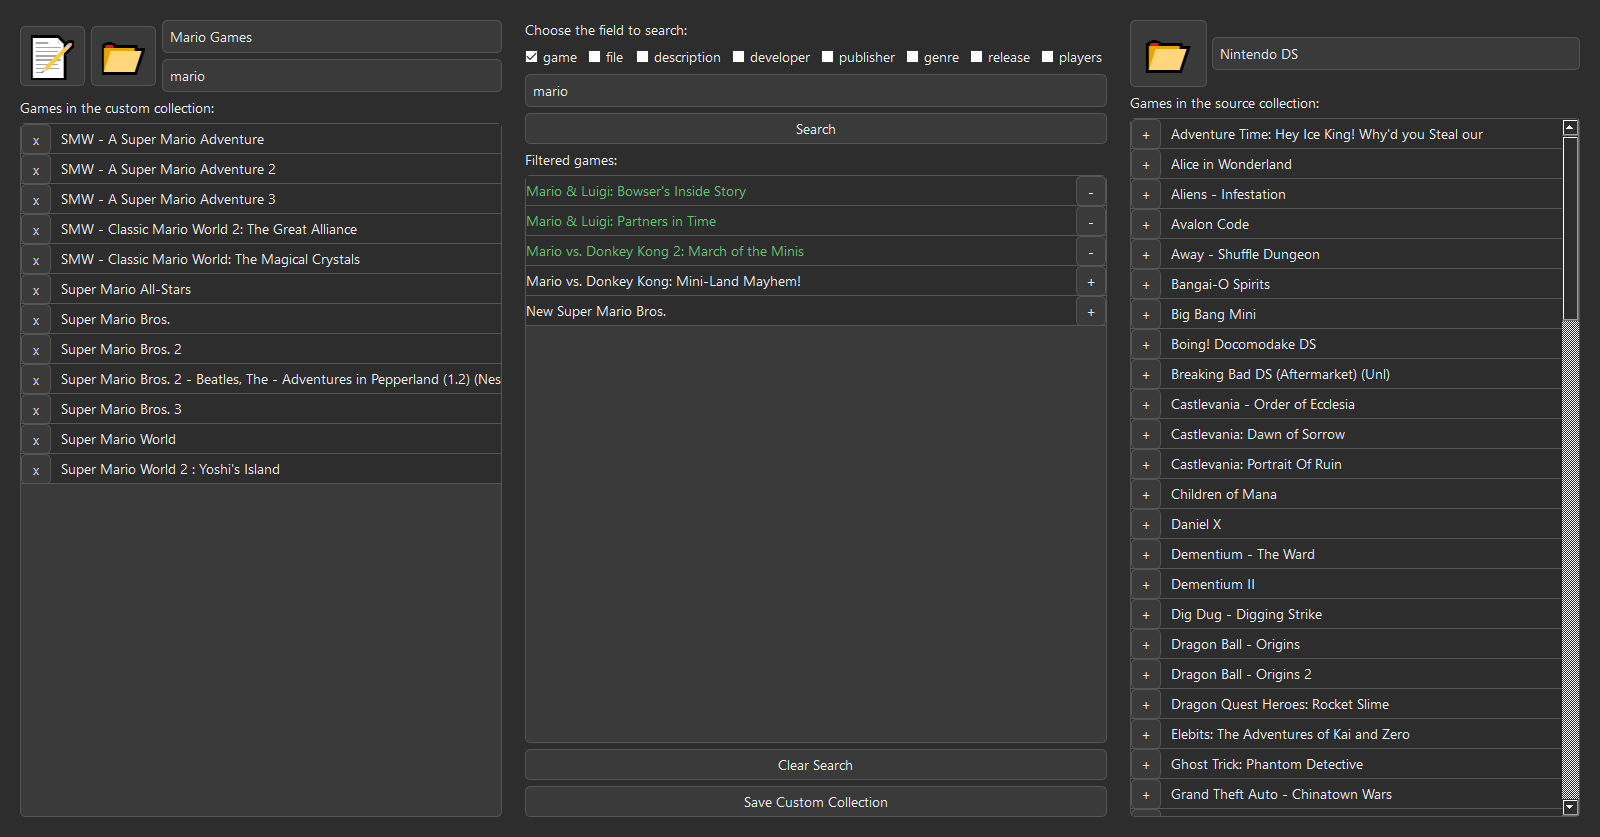 Mario Games
mario
Games in the custom collection:
x SMW - A Super Mario Adventure
x SMW - A Super Mario Adventure 2
x SMW - A Super Mario Adventure 3
x SMW - Classic Mario World 2: The Great Alliance
x SMW - Classic Mario World: The Magical Crystals
x Super Mario All-Stars
x Super Mario Bros.
x Super Mario Bros. 2
x Super Mario Bros. 2 - Beatles, The - Adventures in Pepperland (1.2) (Nes
x Super Mario Bros. 3
x Super Mario World
x Super Mario World 2 : Yoshi's Island
Choose the field to search:
game file description developer publisher genre release players
mario
Search
Filtered games:
Mario & Luigi: Bowser's Inside Story -
Mario & Luigi: Partners in Time -
Mario vs. Donkey Kong 2: March of the Minis -
Mario vs. Donkey Kong: Mini-Land Mayhem! +
New Super Mario Bros. +
Clear Search
Save Custom Collection
Nintendo DS
Games in the source collection:
+ Adventure Time: Hey Ice King! Why'd you Steal our
+ Alice in Wonderland
+ Aliens - Infestation
+ Avalon Code
+ Away - Shuffle Dungeon
+ Bangai-O Spirits
+ Big Bang Mini
+ Boing! Docomodake DS
+ Breaking Bad DS (Aftermarket) (Unl)
+ Castlevania - Order of Ecclesia
+ Castlevania: Dawn of Sorrow
+ Castlevania: Portrait Of Ruin
+ Children of Mana
+ Daniel X
+ Dementium - The Ward
+ Dementium II
+ Dig Dug - Digging Strike
+ Dragon Ball - Origins
+ Dragon Ball - Origins 2
+ Dragon Quest Heroes: Rocket Slime
+ Elebits: The Adventures of Kai and Zero
+ Ghost Trick: Phantom Detective
+ Grand Theft Auto - Chinatown Wars